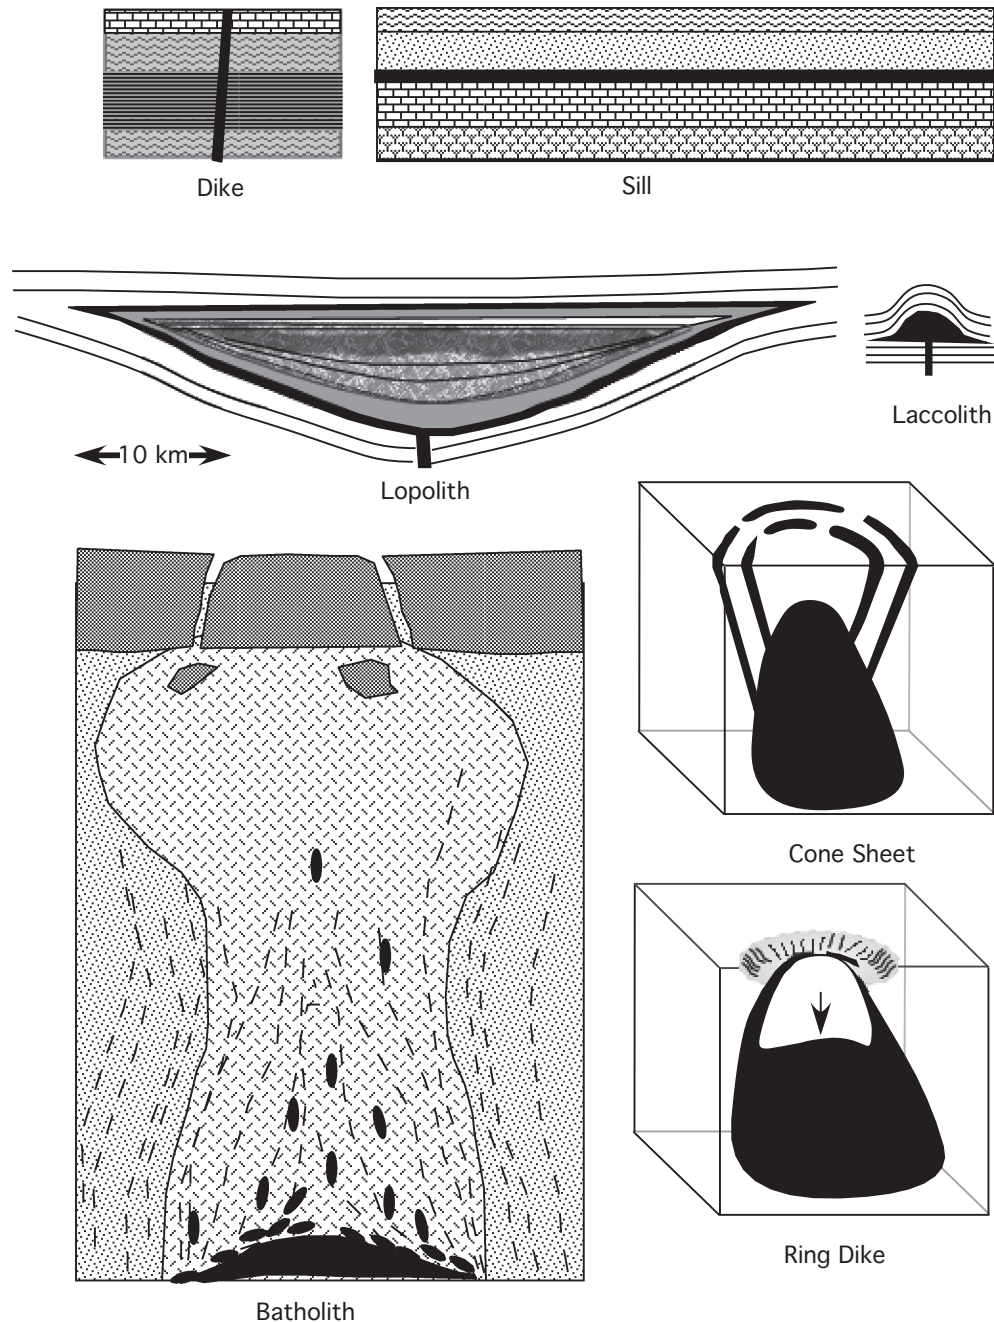 Dike
Sill
Laccolith
10 km
Lopolith
Cone Sheet
Ring Dike
Batholith